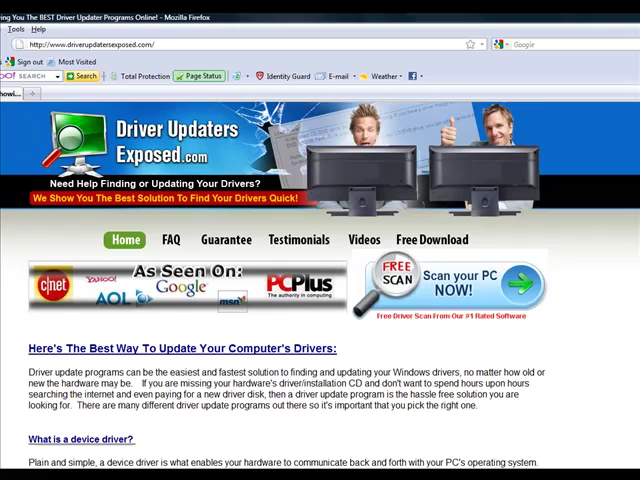 ing You The BEST Driver Updater Programs Online! - Mozilla Firefox
Tools Help
http://www.driverupdatersexposed.com/
Google
Sign out Most Visited
SEARCH Search Total Protection Page Status Identity Guard E-mail Weather
Driver Updaters
Exposed.com
Need Help Finding or Updating Your Drivers?
We Show You The Best Solution To Find Your Drivers Quick!
Home FAQ Guarantee Testimonials Videos Free Download
As Seen On:
c|net YAHOO! AOL Google msn PCPlus
The authority in computing
FREE SCAN
Scan your PC
NOW!
Free Driver Scan From Our #1 Rated Software
Here's The Best Way To Update Your Computer's Drivers:
Driver update programs can be the easiest and fastest solution to finding and updating your Windows drivers, no matter how old or
new the hardware may be. If you are missing your hardware's driver/installation CD and don't want to spend hours upon hours
searching the internet and even paying for a new driver disk, then a driver update program is the hassle free solution you are
looking for. There are many different driver update programs out there so it's important that you pick the right one.
What is a device driver?
Plain and simple, a device driver is what enables your hardware to communicate back and forth with your PC's operating system.